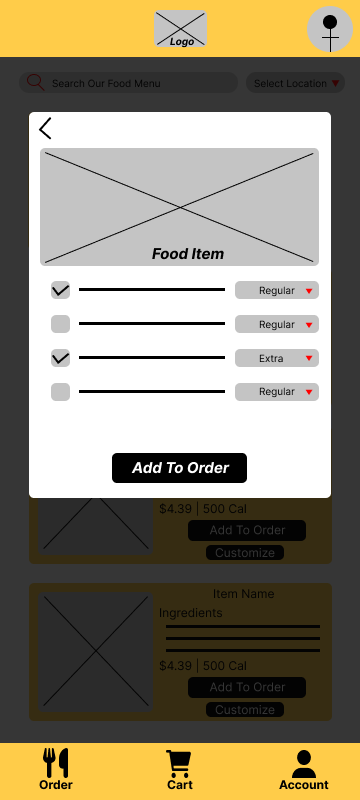 Logo
Search Our Food Menu
Select Location
Food Item
Regular
Regular
Extra
Regular
Add To Order
$4.39 | 500 Cal
Add To Order
Customize
Item Name
Ingredients
$4.39 | 500 Cal
Add To Order
Customize
Order
Cart
Account